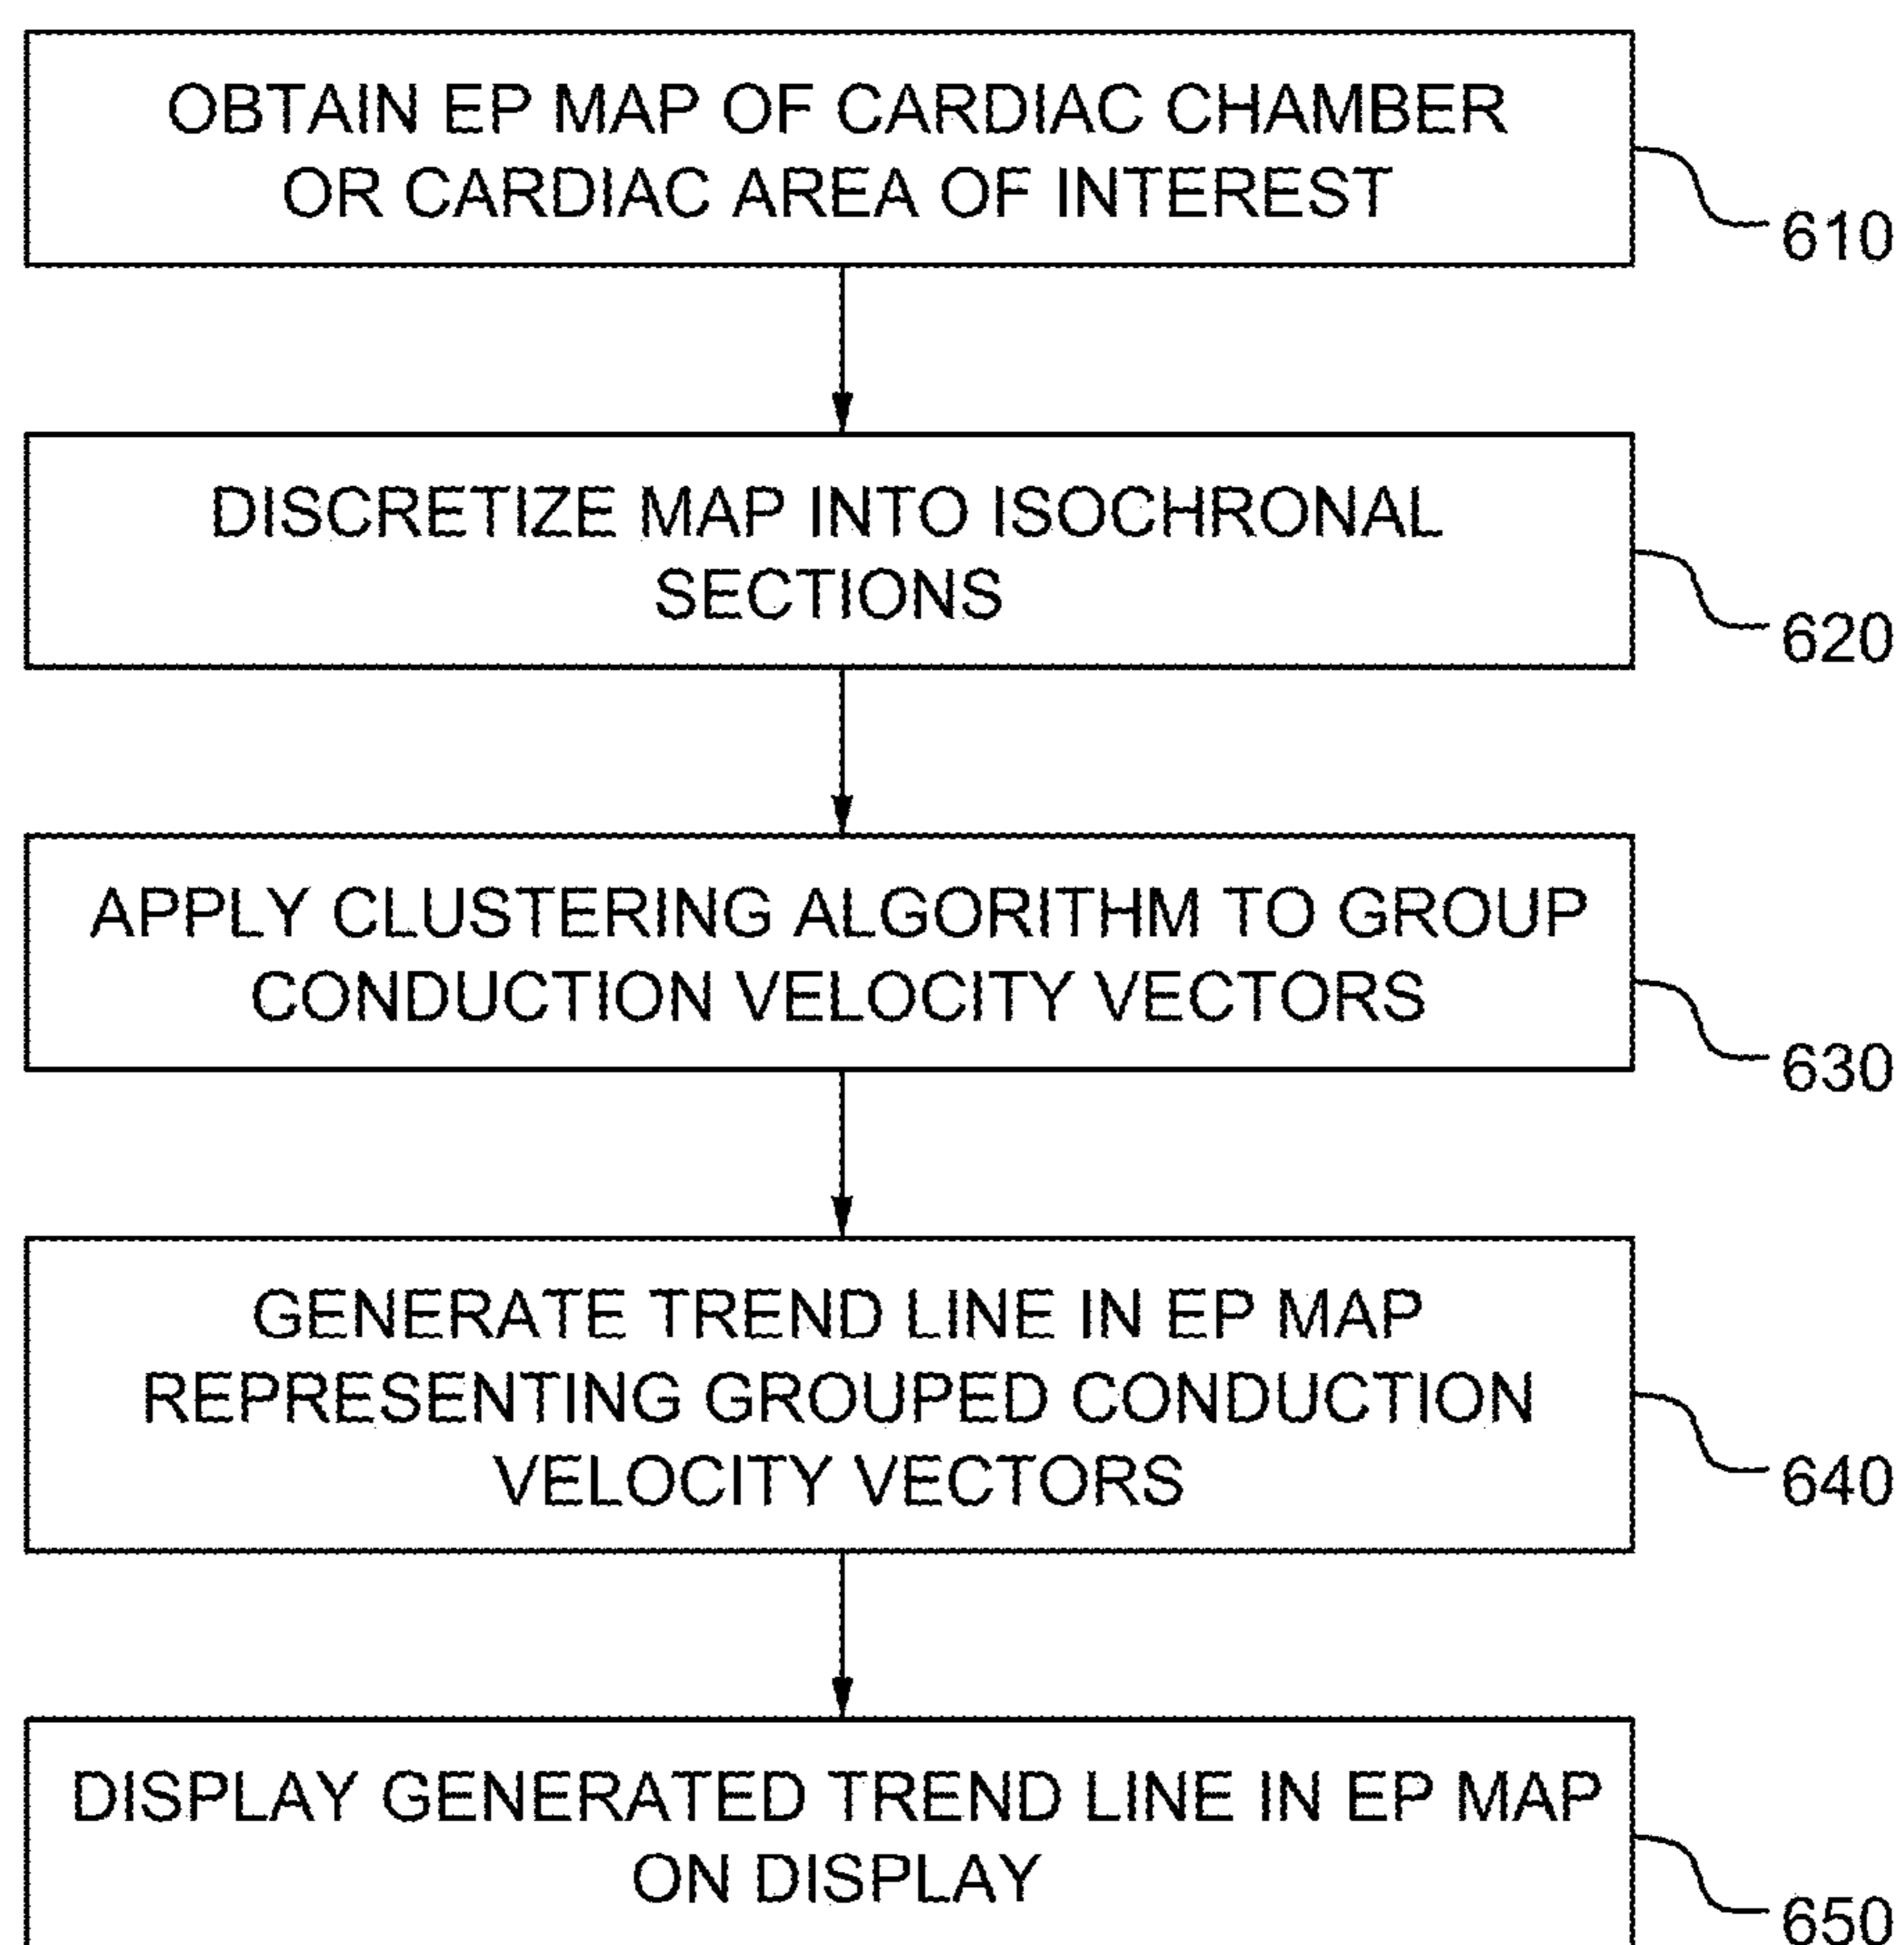 OBTAIN EP MAP OF CARDIAC CHAMBER
OR CARDIAC AREA OF INTEREST
610
DISCRETIZE MAP INTO ISOCHRONAL
SECTIONS
620
APPLY CLUSTERING ALGORITHM TO GROUP
CONDUCTION VELOCITY VECTORS
630
GENERATE TREND LINE IN EP MAP
REPRESENTING GROUPED CONDUCTION
VELOCITY VECTORS
640
DISPLAY GENERATED TREND LINE IN EP MAP
ON DISPLAY
650